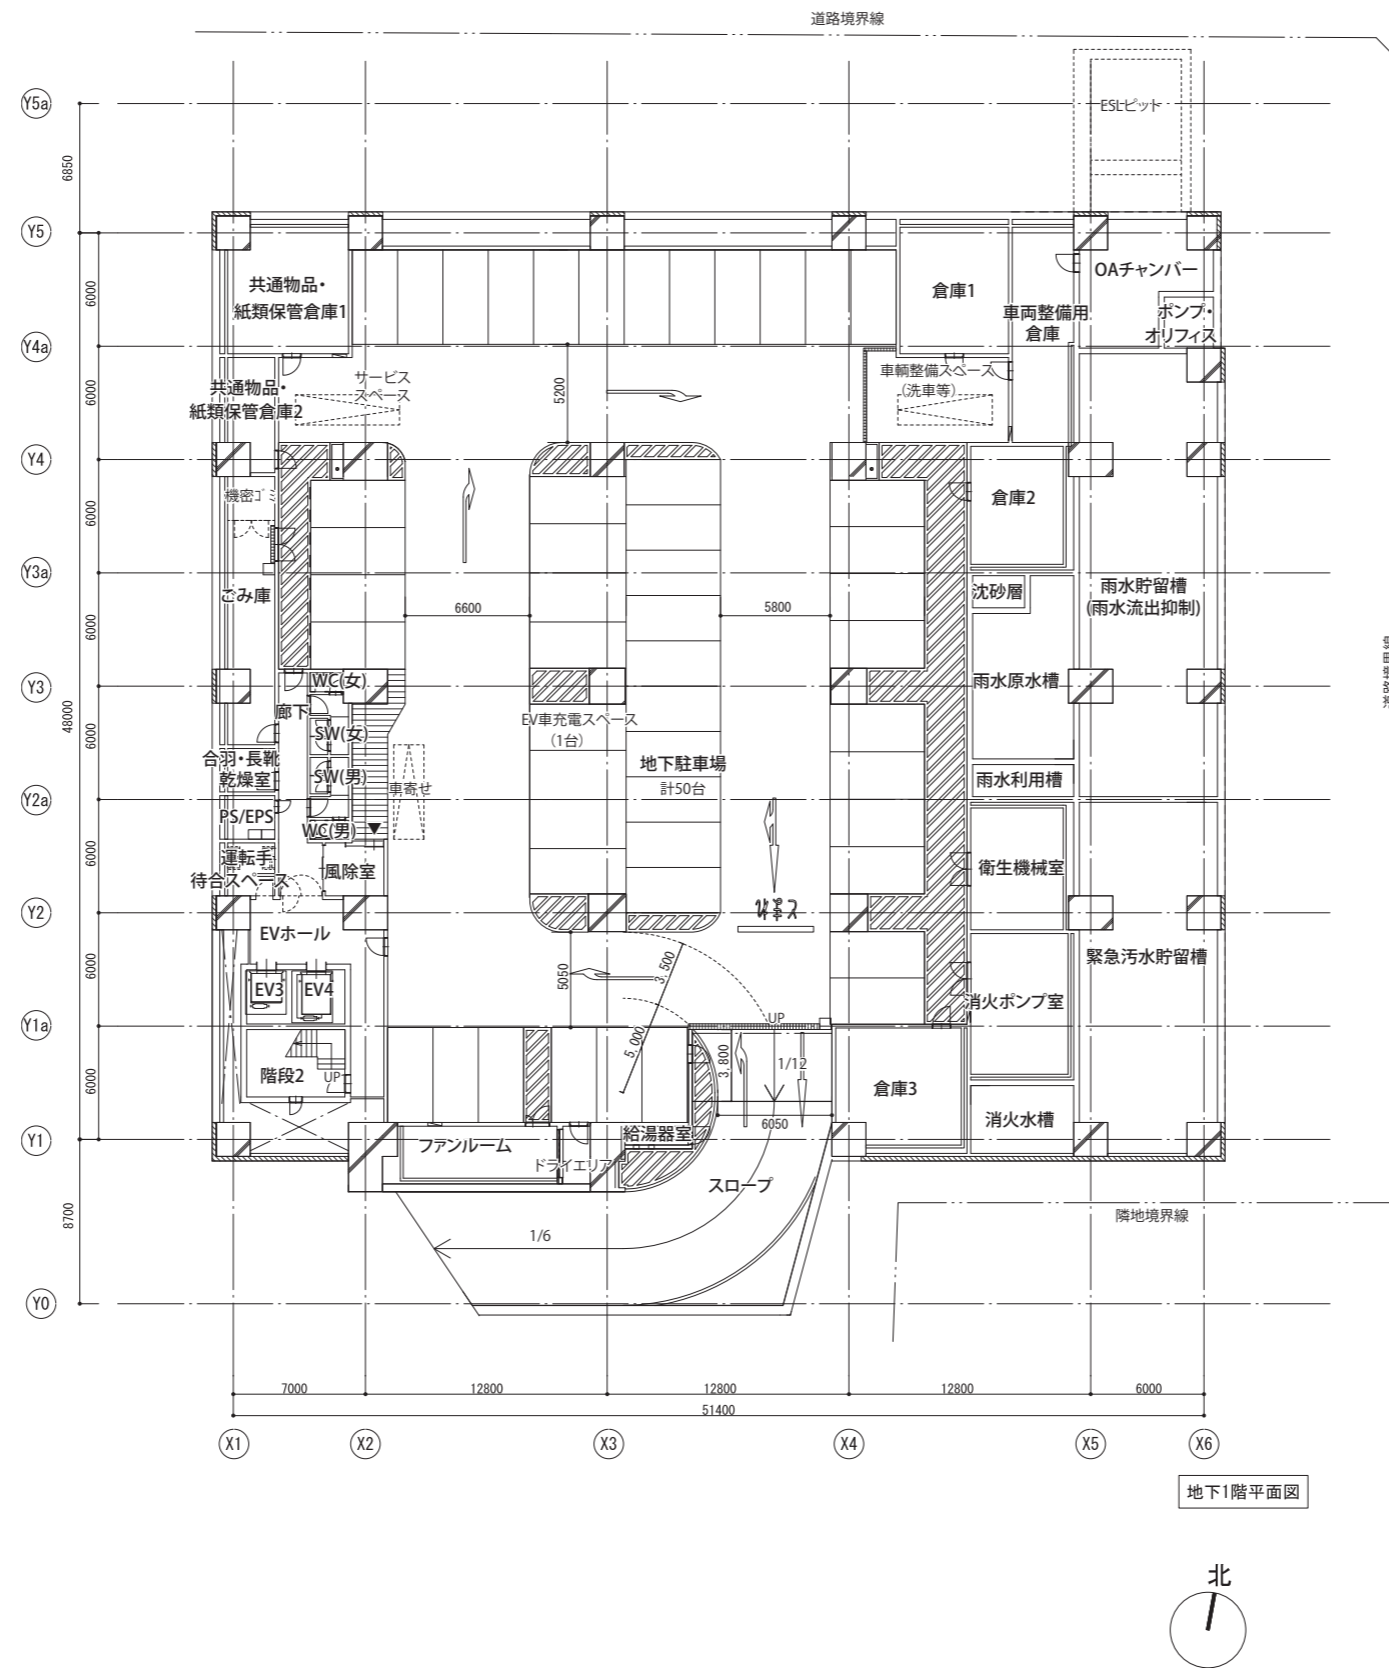 道路境界線
Y5a
ESLピット
6850
Y5
OAチャンバー
共通物品・
紙類保管倉庫1
倉庫1
6000
車両整備用
倉庫
ポンプ・
オリフィス
Y4a
サービス
スペース
車輌整備スペース
(洗車等)
共通物品・
紙類保管倉庫2
5200
6000
Y4
機密ゴミ
倉庫2
6000
Y3a
ごみ庫
沈砂層
雨水貯留槽
(雨水流出抑制)
6600
5800
6000
WC(女)
Y3
雨水原水槽
廊下
48000
EV車充電スペース
(1台)
SW(女)
6000
合羽・長靴
乾燥室
地下駐車場
計50台
SW(男)
車寄せ
雨水利用槽
Y2a
PS/EPS
WC(男)
6000
運転手
待合スペース
風除室
衛生機械室
Y2
EVホール
緊急汚水貯留槽
6000
5050
3,500
EV3
EV4
消火ポンプ室
Y1a
UP
5,000
3,800
1/12
階段2
UP
6000
倉庫3
消火水槽
6050
給湯器室
Y1
ファンルーム
ドライエリア
スロープ
8700
隣地境界線
1/6
Y0
7000
12800
12800
12800
6000
51400
X1
X2
X3
X4
X5
X6
地下1階平面図
北